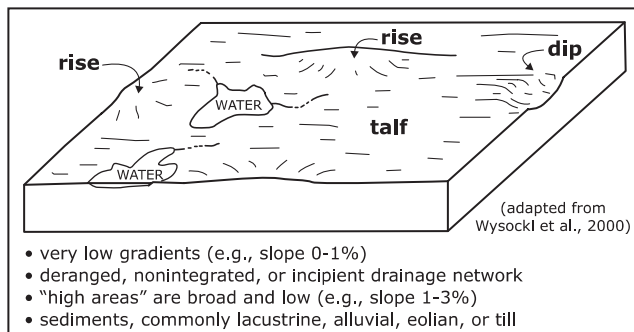 rise
rise
dip
WATER
talf
WATER
(adapted from
Wysockl et al., 2000)
• very low gradients (e.g., slope 0-1%)
• deranged, nonintegrated, or incipient drainage network
• “high areas” are broad and low (e.g., slope 1-3%)
• sediments, commonly lacustrine, alluvial, eolian, or till